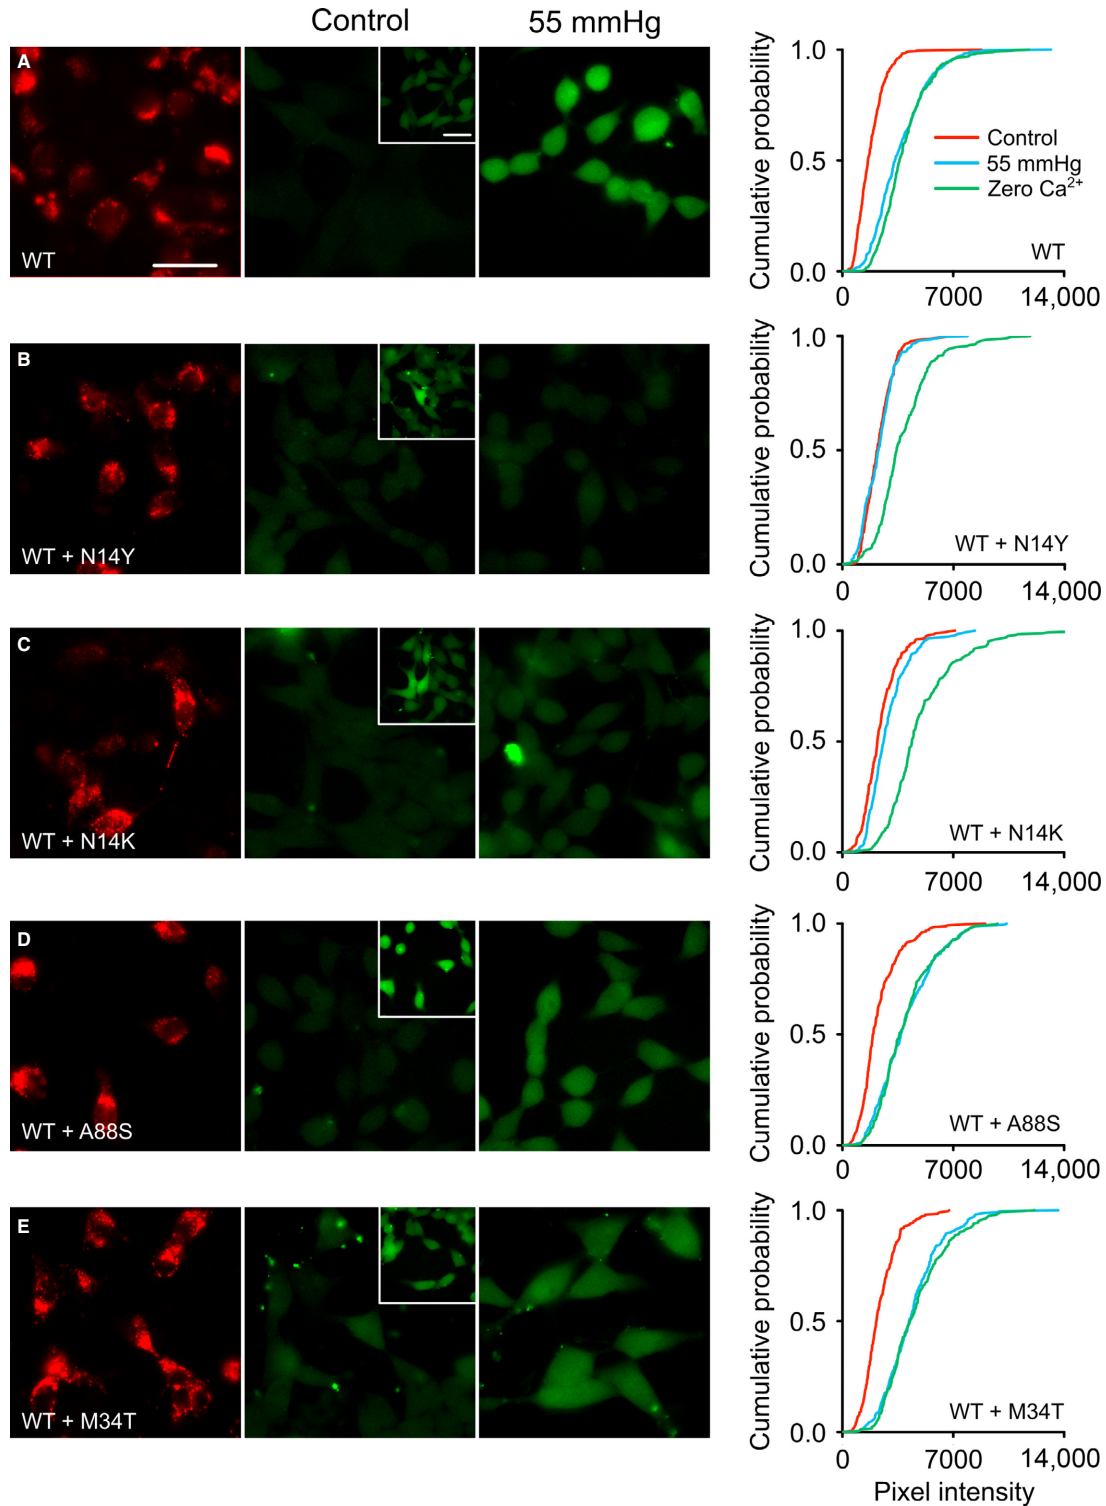 Control 55 mmHg
A
WT
Cumulative probability
1.0
0.5
0.0
Control
55 mmHg
Zero Ca²⁺
WT
0 7000 14,000
B
WT + N14Y
Cumulative probability
1.0
0.5
0.0
WT + N14Y
0 7000 14,000
C
WT + N14K
Cumulative probability
1.0
0.5
0.0
WT + N14K
0 7000 14,000
D
WT + A88S
Cumulative probability
1.0
0.5
0.0
WT + A88S
0 7000 14,000
E
WT + M34T
Cumulative probability
1.0
0.5
0.0
WT + M34T
0 7000 14,000
Pixel intensity